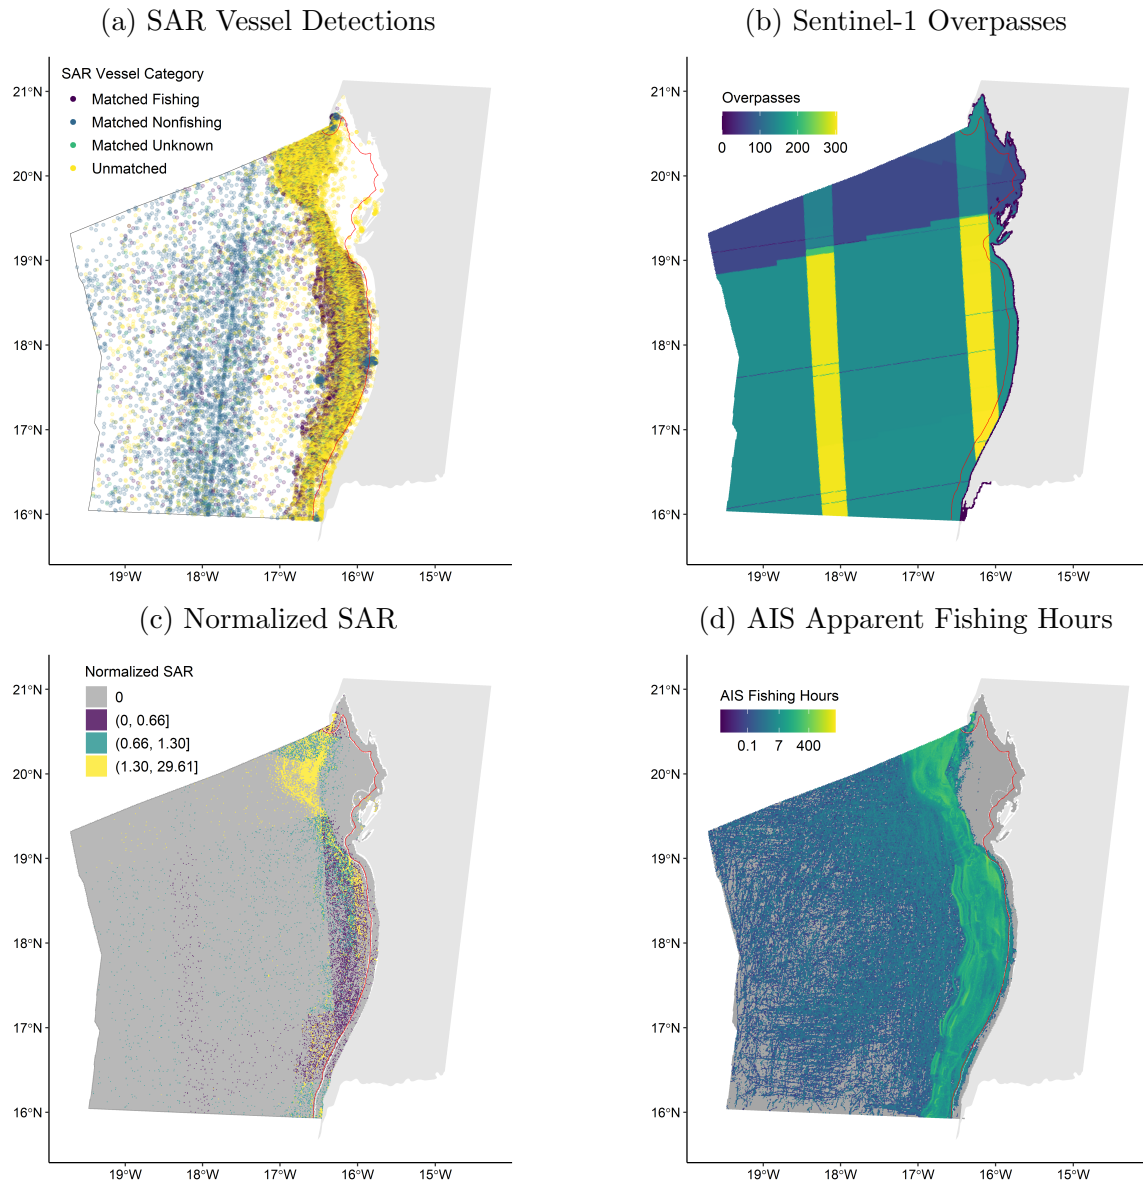 (a) SAR Vessel Detections
SAR Vessel Category
Matched Fishing
Matched Nonfishing
Matched Unknown
Unmatched
21°N
20°N
19°N
18°N
17°N
16°N
19°W
18°W
17°W
16°W
15°W
(b) Sentinel-1 Overpasses
Overpasses
0 100 200 300
21°N
20°N
19°N
18°N
17°N
16°N
19°W
18°W
17°W
16°W
15°W
(c) Normalized SAR
Normalized SAR
0
(0, 0.66]
(0.66, 1.30]
(1.30, 29.61]
21°N
20°N
19°N
18°N
17°N
16°N
19°W
18°W
17°W
16°W
15°W
(d) AIS Apparent Fishing Hours
AIS Fishing Hours
0.1 7 400
21°N
20°N
19°N
18°N
17°N
16°N
19°W
18°W
17°W
16°W
15°W